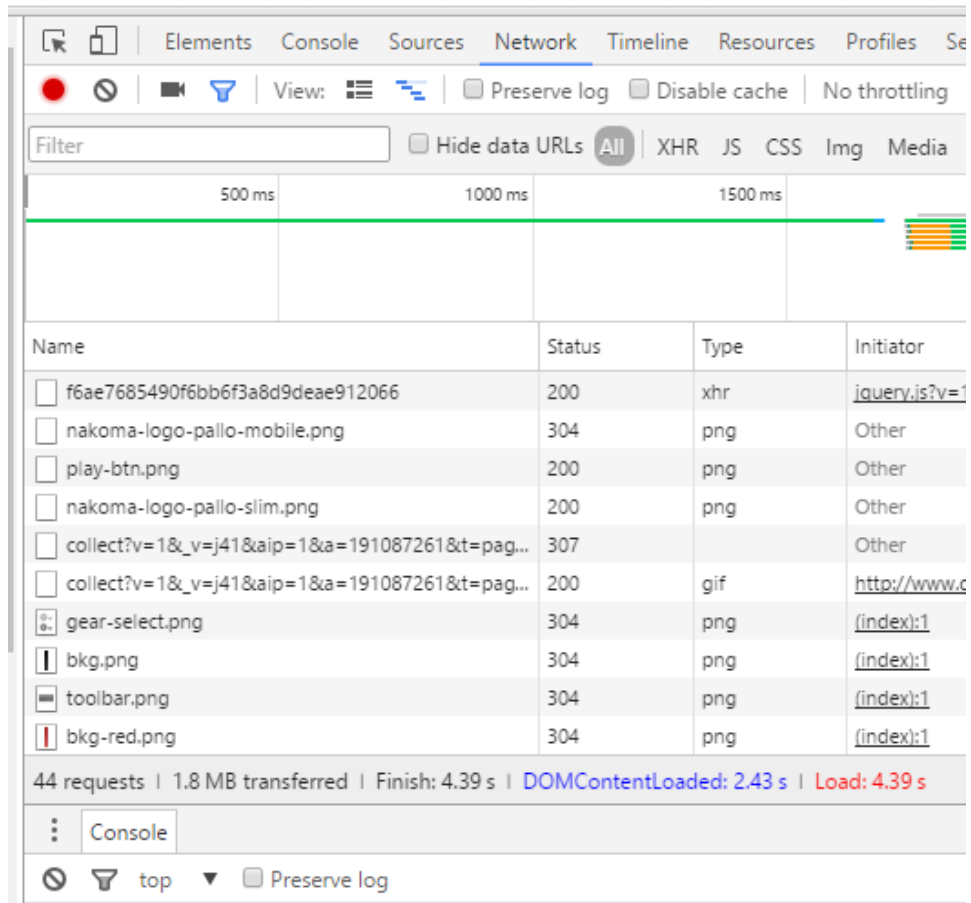 Elements Console Sources Network Timeline Resources Profiles Se
View: Preserve log Disable cache No throttling
Filter Hide data URLs All XHR JS CSS Img Media
500 ms 1000 ms 1500 ms
Name Status Type Initiator
f6ae7685490f6bb6f3a8d9deae912066 200 xhr jquery.js?v=1
nakoma-logo-pallo-mobile.png 304 png Other
play-btn.png 200 png Other
nakoma-logo-pallo-slim.png 200 png Other
collect?v=1&_v=j41&aip=1&a=191087261&t=pag... 307 Other
collect?v=1&_v=j41&aip=1&a=191087261&t=pag... 200 gif http://www.
gear-select.png 304 png (index):1
bkg.png 304 png (index):1
toolbar.png 304 png (index):1
bkg-red.png 304 png (index):1
44 requests | 1.8 MB transferred | Finish: 4.39 s | DOMContentLoaded: 2.43 s | Load: 4.39 s
Console
top ▼ Preserve log